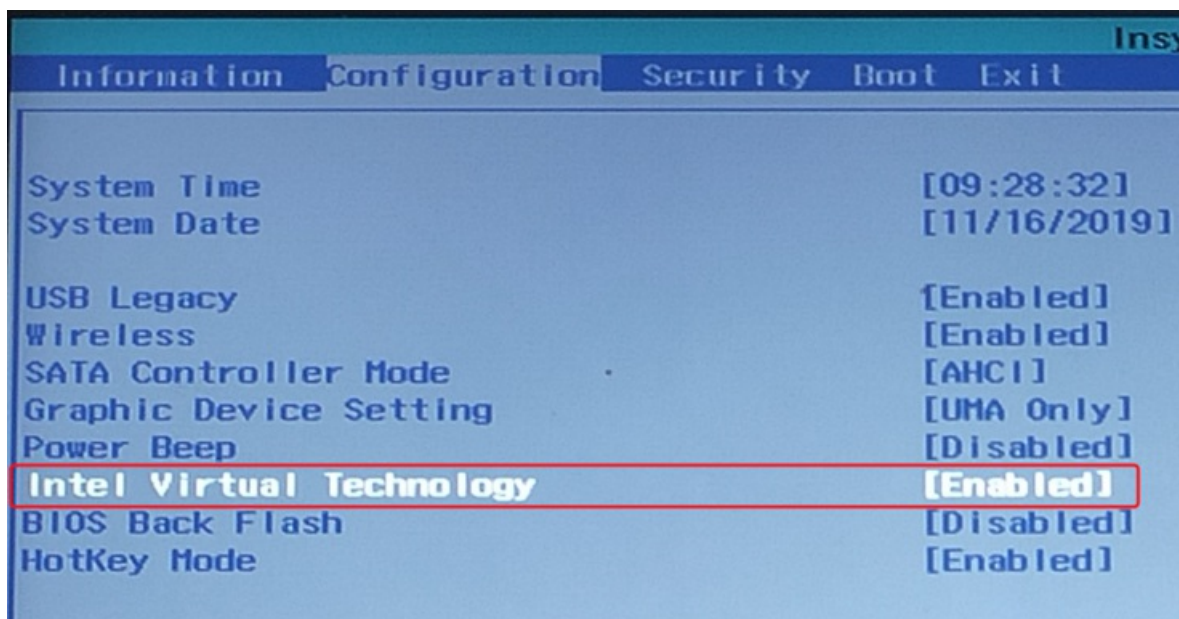 Insy
Information Configuration Security Boot Exit
System Time [09:28:32]
System Date [11/16/2019]
USB Legacy [Enabled]
Wireless [Enabled]
SATA Controller Mode [AHCI]
Graphic Device Setting [UMA Only]
Power Beep [Disabled]
Intel Virtual Technology [Enabled]
BIOS Back Flash [Disabled]
HotKey Mode [Enabled]